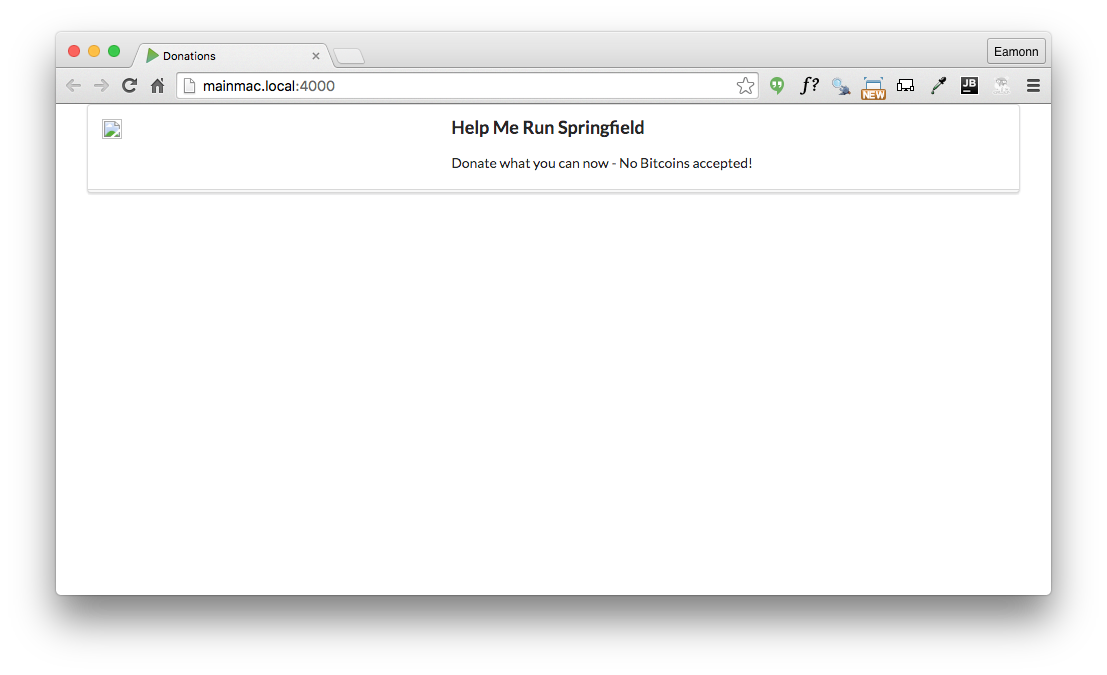 Donations
Eamonn
mainmac.local:4000
f?
NEW
JB
Help Me Run Springfield
Donate what you can now - No Bitcoins accepted!